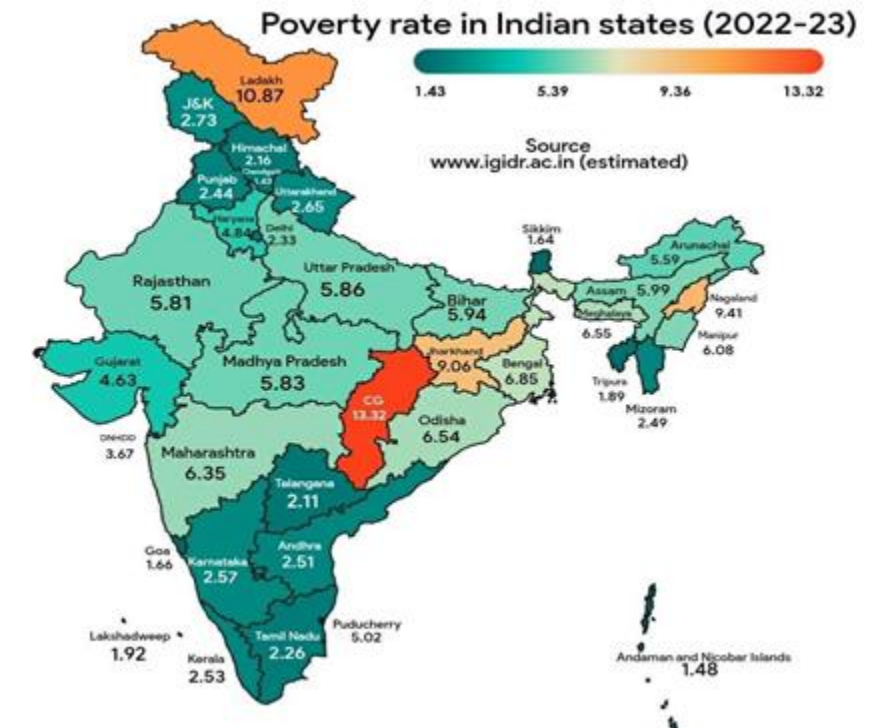 Poverty rate in Indian states (2022-23)
1.43 5.39 9.36 13.32
Source
www.igidr.ac.in (estimated)
Ladakh
10.87
J&K
2.73
Himachal
2.16
Chandigarh
1.43
Punjab
2.44
Uttarakhand
2.65
Haryana
4.84
Delhi
2.33
Sikkim
1.64
Arunachal
5.59
Rajasthan
5.81
Uttar Pradesh
5.86
Bihar
5.94
Assam 5.99
Meghalaya
6.55
Nagaland
9.41
Manipur
6.08
Tripura
1.89
Mizoram
2.49
Gujarat
4.63
Madhya Pradesh
5.83
Jharkhand
9.06
Bengal
6.85
CG
13.32
Odisha
6.54
DNHDD
3.67
Maharashtra
6.35
Telangana
2.11
Goa
1.66
Karnataka
2.57
Andhra
2.51
Lakshadweep
1.92
Kerala
2.53
Tamil Nadu
2.26
Puducherry
5.02
Andaman and Nicobar Islands
1.48